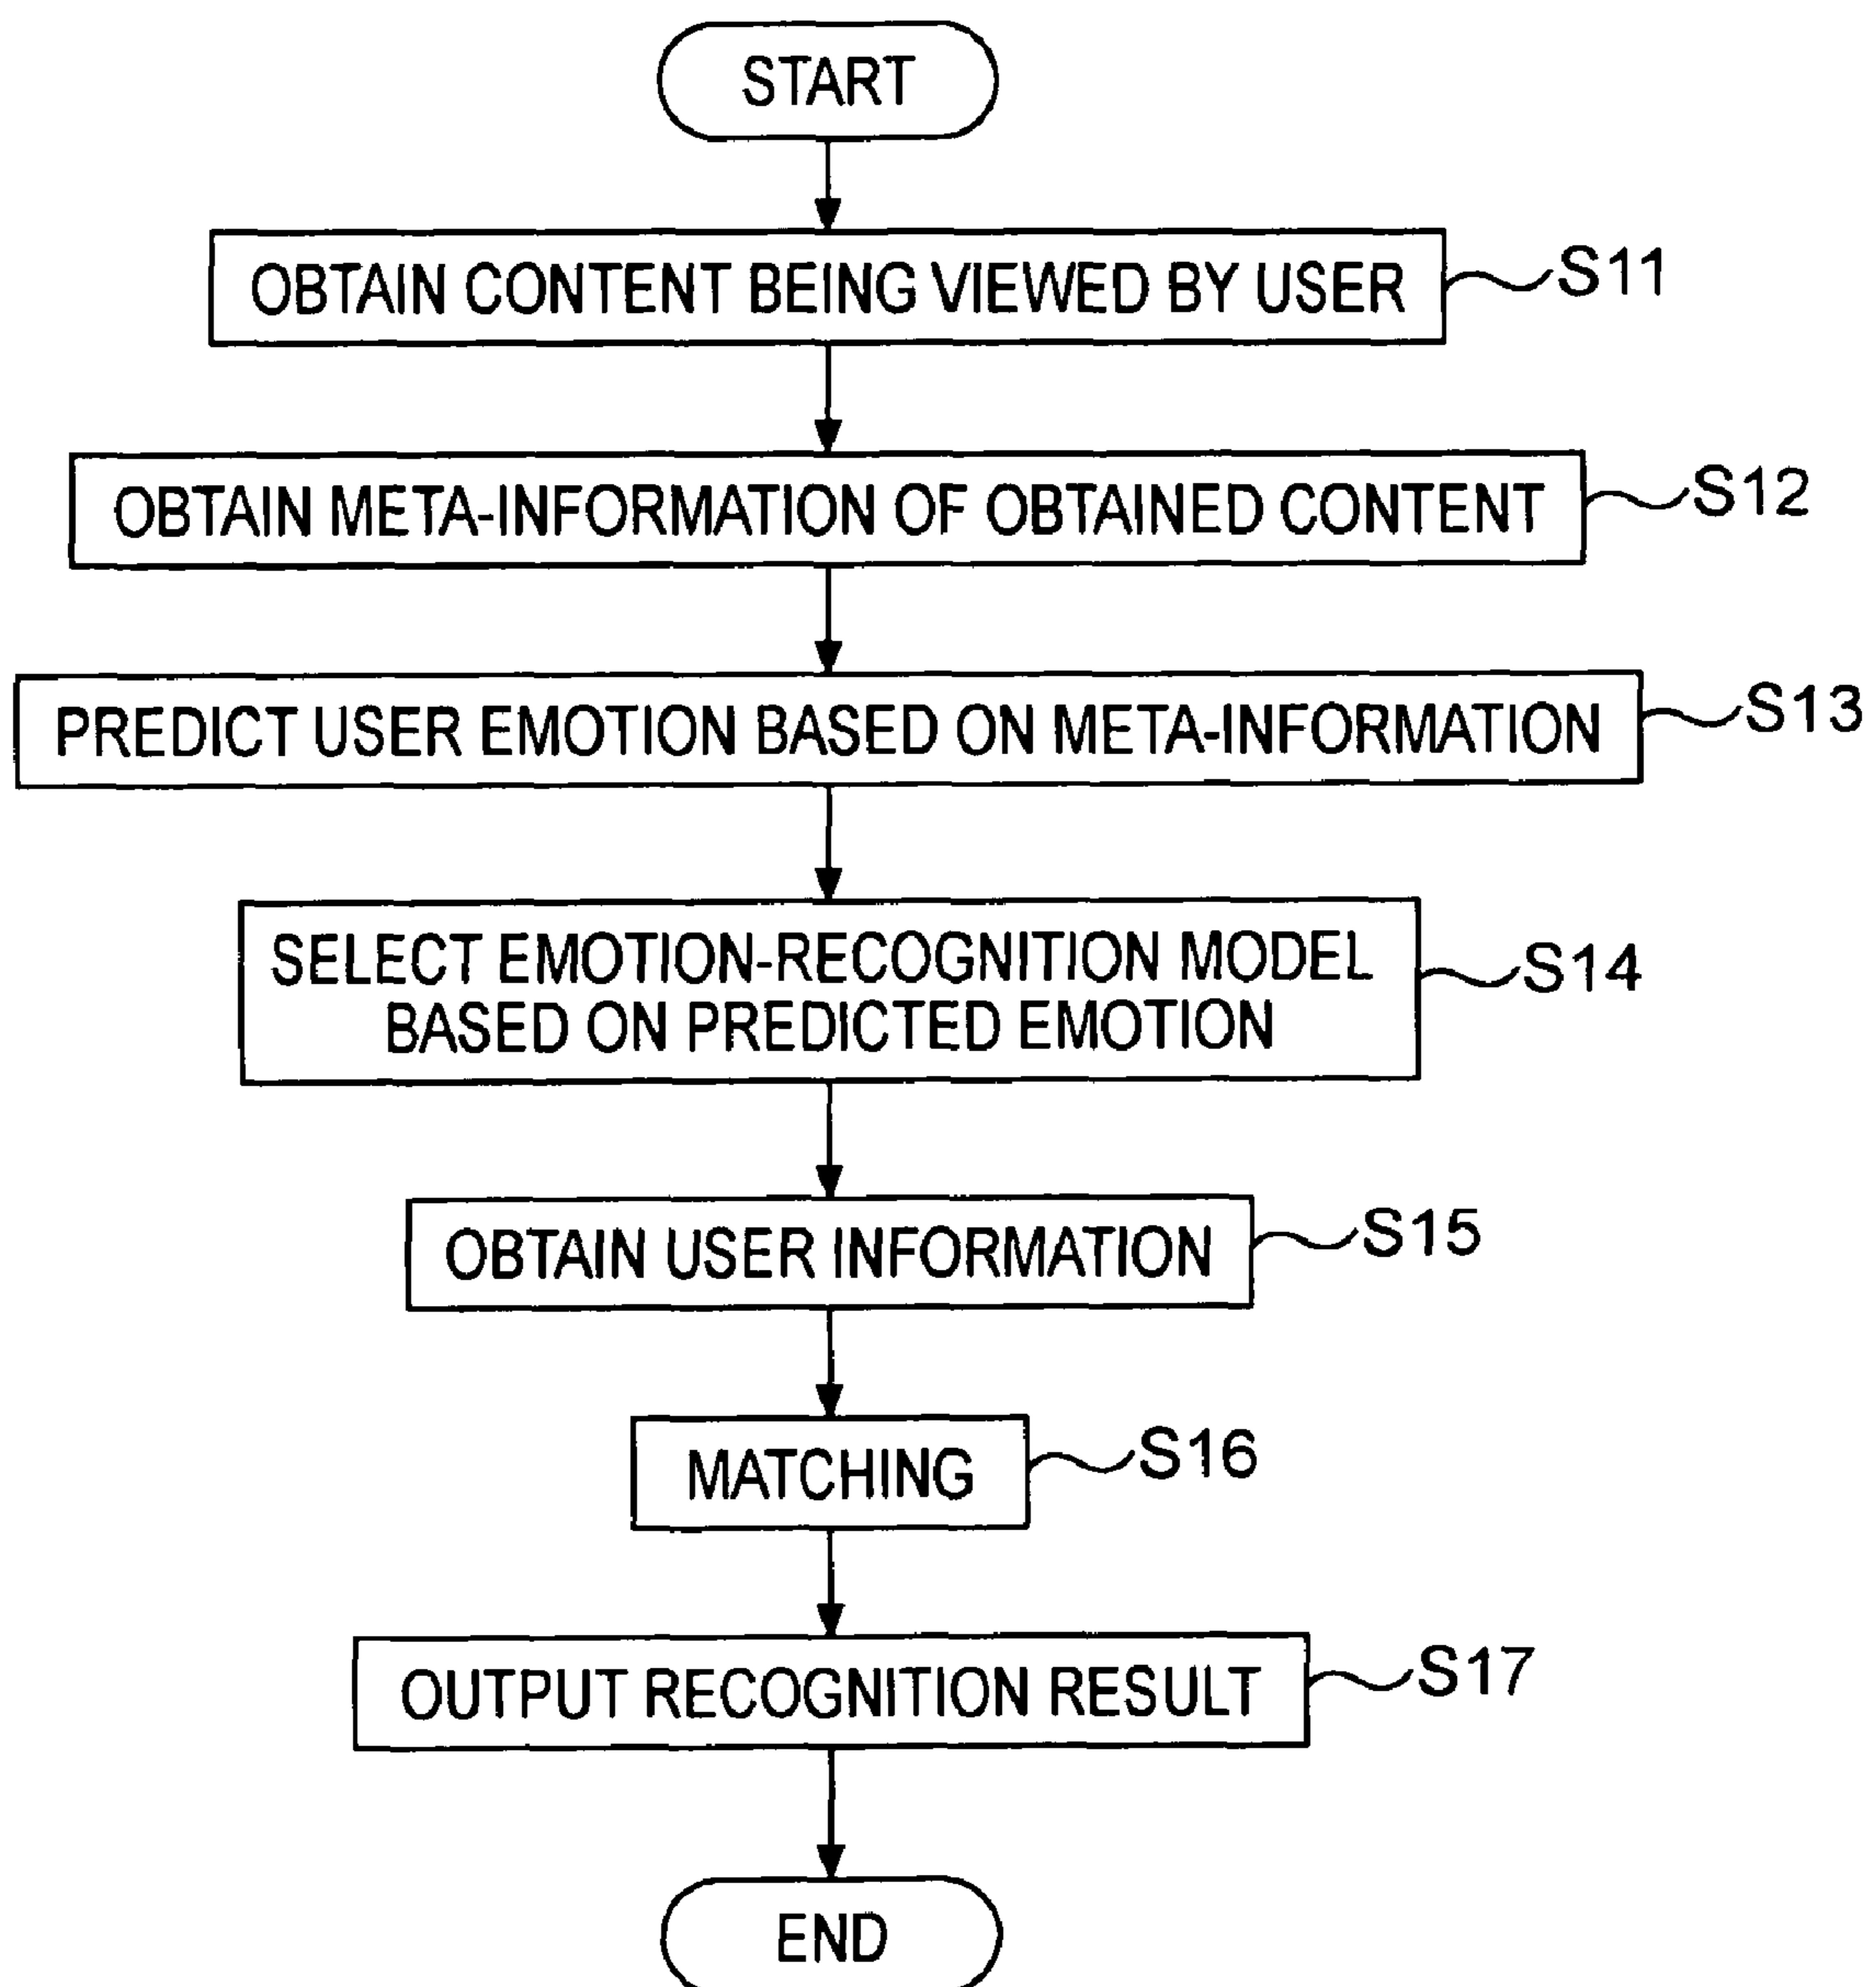 START
OBTAIN CONTENT BEING VIEWED BY USER
S11
OBTAIN META-INFORMATION OF OBTAINED CONTENT
S12
PREDICT USER EMOTION BASED ON META-INFORMATION
S13
SELECT EMOTION-RECOGNITION MODEL
BASED ON PREDICTED EMOTION
S14
OBTAIN USER INFORMATION
S15
MATCHING
S16
OUTPUT RECOGNITION RESULT
S17
END